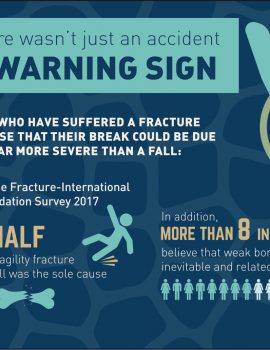 re wasn't just an accident
WARNING SIGN
WHO HAVE SUFFERED A FRACTURE
SE THAT THEIR BREAK COULD BE DUE
AR MORE SEVERE THAN A FALL:
e Fracture-International
dation Survey 2017
HALF
agility fracture
ll was the sole cause
In addition,
MORE THAN 8 IN
believe that weak bon
inevitable and related